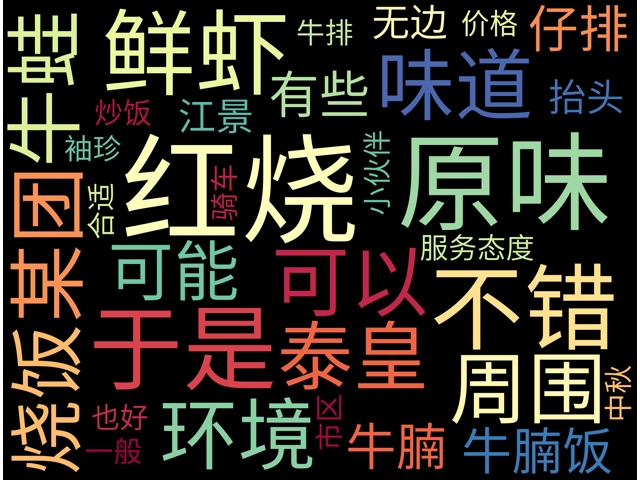 牛蛙
鲜虾
牛排
无边
价格
仔排
有些
味道
抬头
炒饭
江景
袖珍
红烧
骑车
小伙伴
原味
合适
某团
服务态度
可能
可以
不错
于是
泰皇
周围
中秋
烧饭
也好
环境
市区
牛腩
牛腩饭
一般